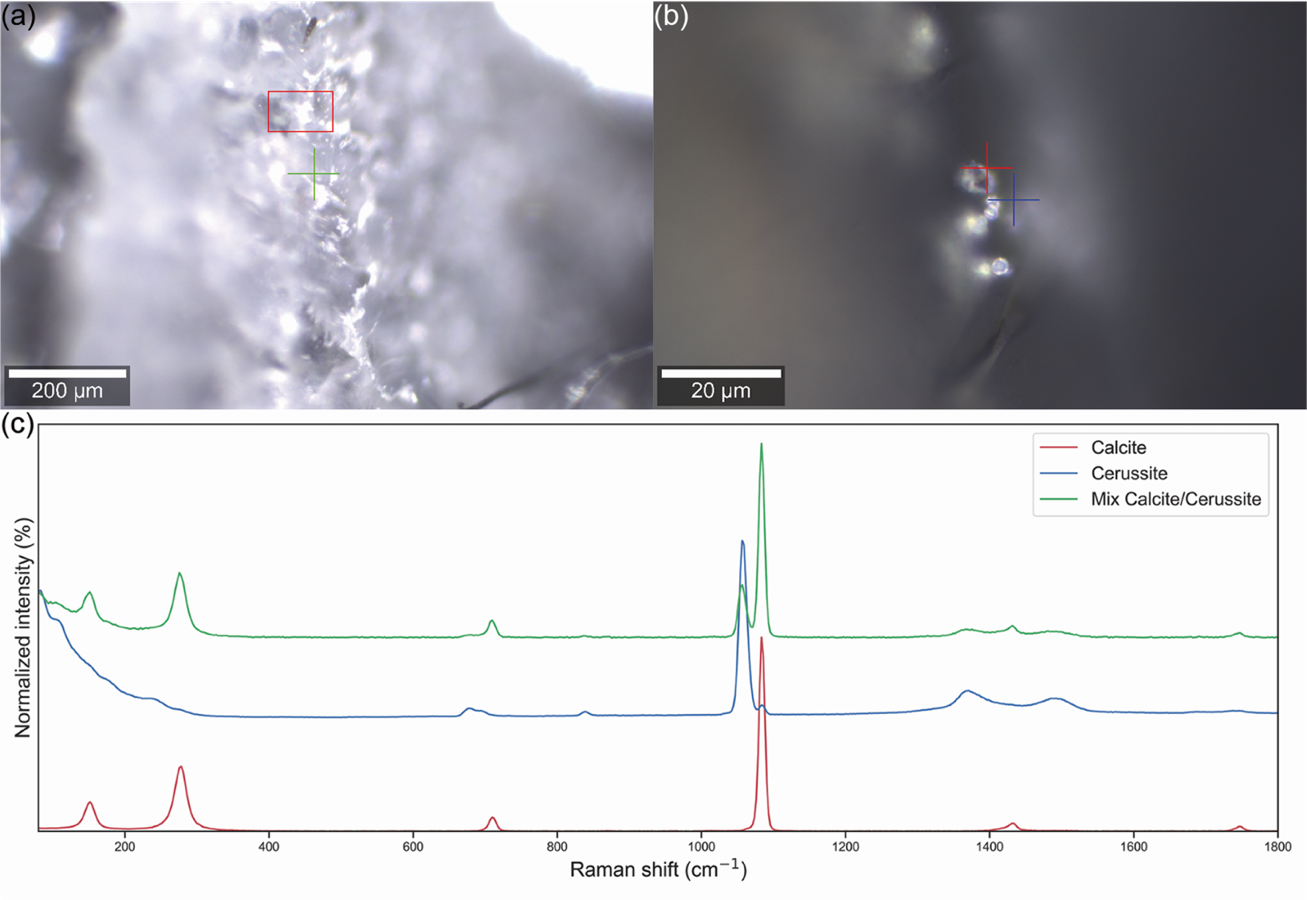 (a)
(b)
200 µm
20 µm
(c)
Calcite
Cerussite
Mix Calcite/Cerussite
Normalized intensity (%)
200 400 600 800 1000 1200 1400 1600 1800
Raman shift (cm⁻¹)